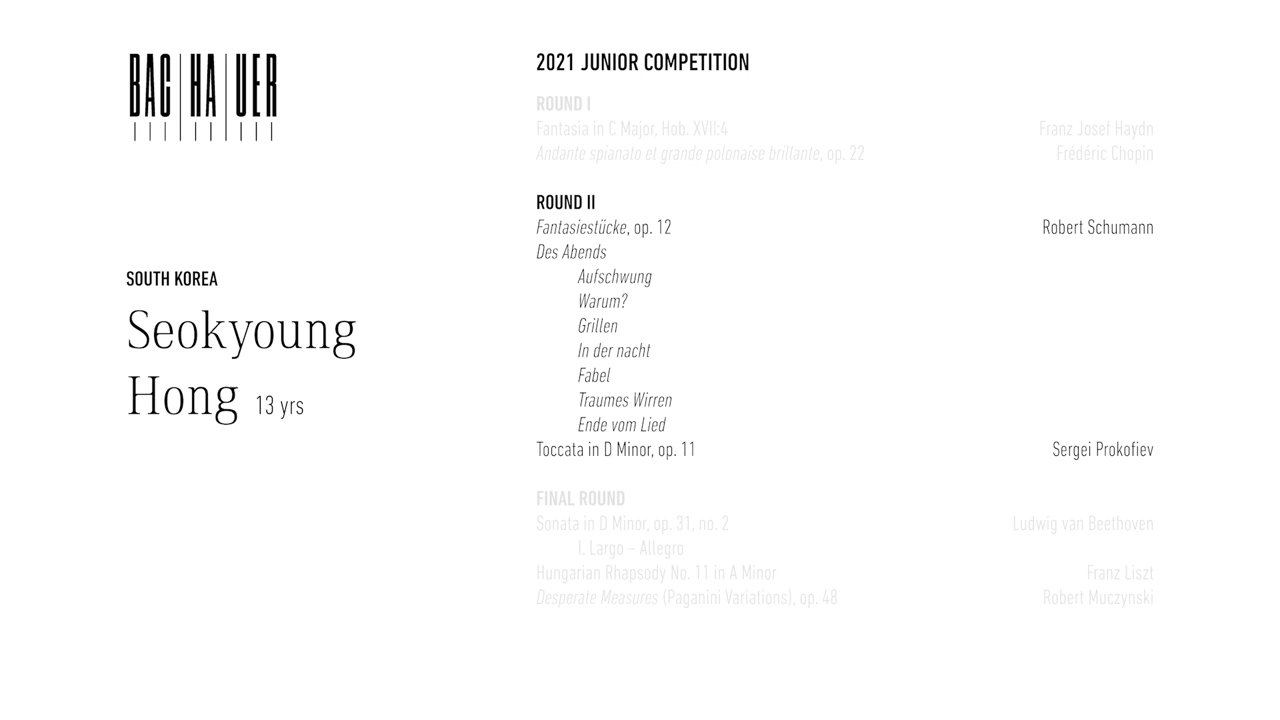 BACHAUER
SOUTH KOREA
Seokyoung
Hong 13 yrs
2021 JUNIOR COMPETITION
ROUND I
Fantasia in C Major, Hob. XVII:4 Franz Josef Haydn
Andante spianato et grande polonaise brillante, op. 22 Frédéric Chopin
ROUND II
Fantasiestücke, op. 12 Robert Schumann
Des Abends
Aufschwung
Warum?
Grillen
In der nacht
Fabel
Traumes Wirren
Ende vom Lied
Toccata in D Minor, op. 11 Sergei Prokofiev
FINAL ROUND
Sonata in D Minor, op. 31, no. 2 Ludwig van Beethoven
I. Largo – Allegro
Hungarian Rhapsody No. 11 in A Minor Franz Liszt
Desperate Measures (Paganini Variations), op. 48 Robert Muczynski